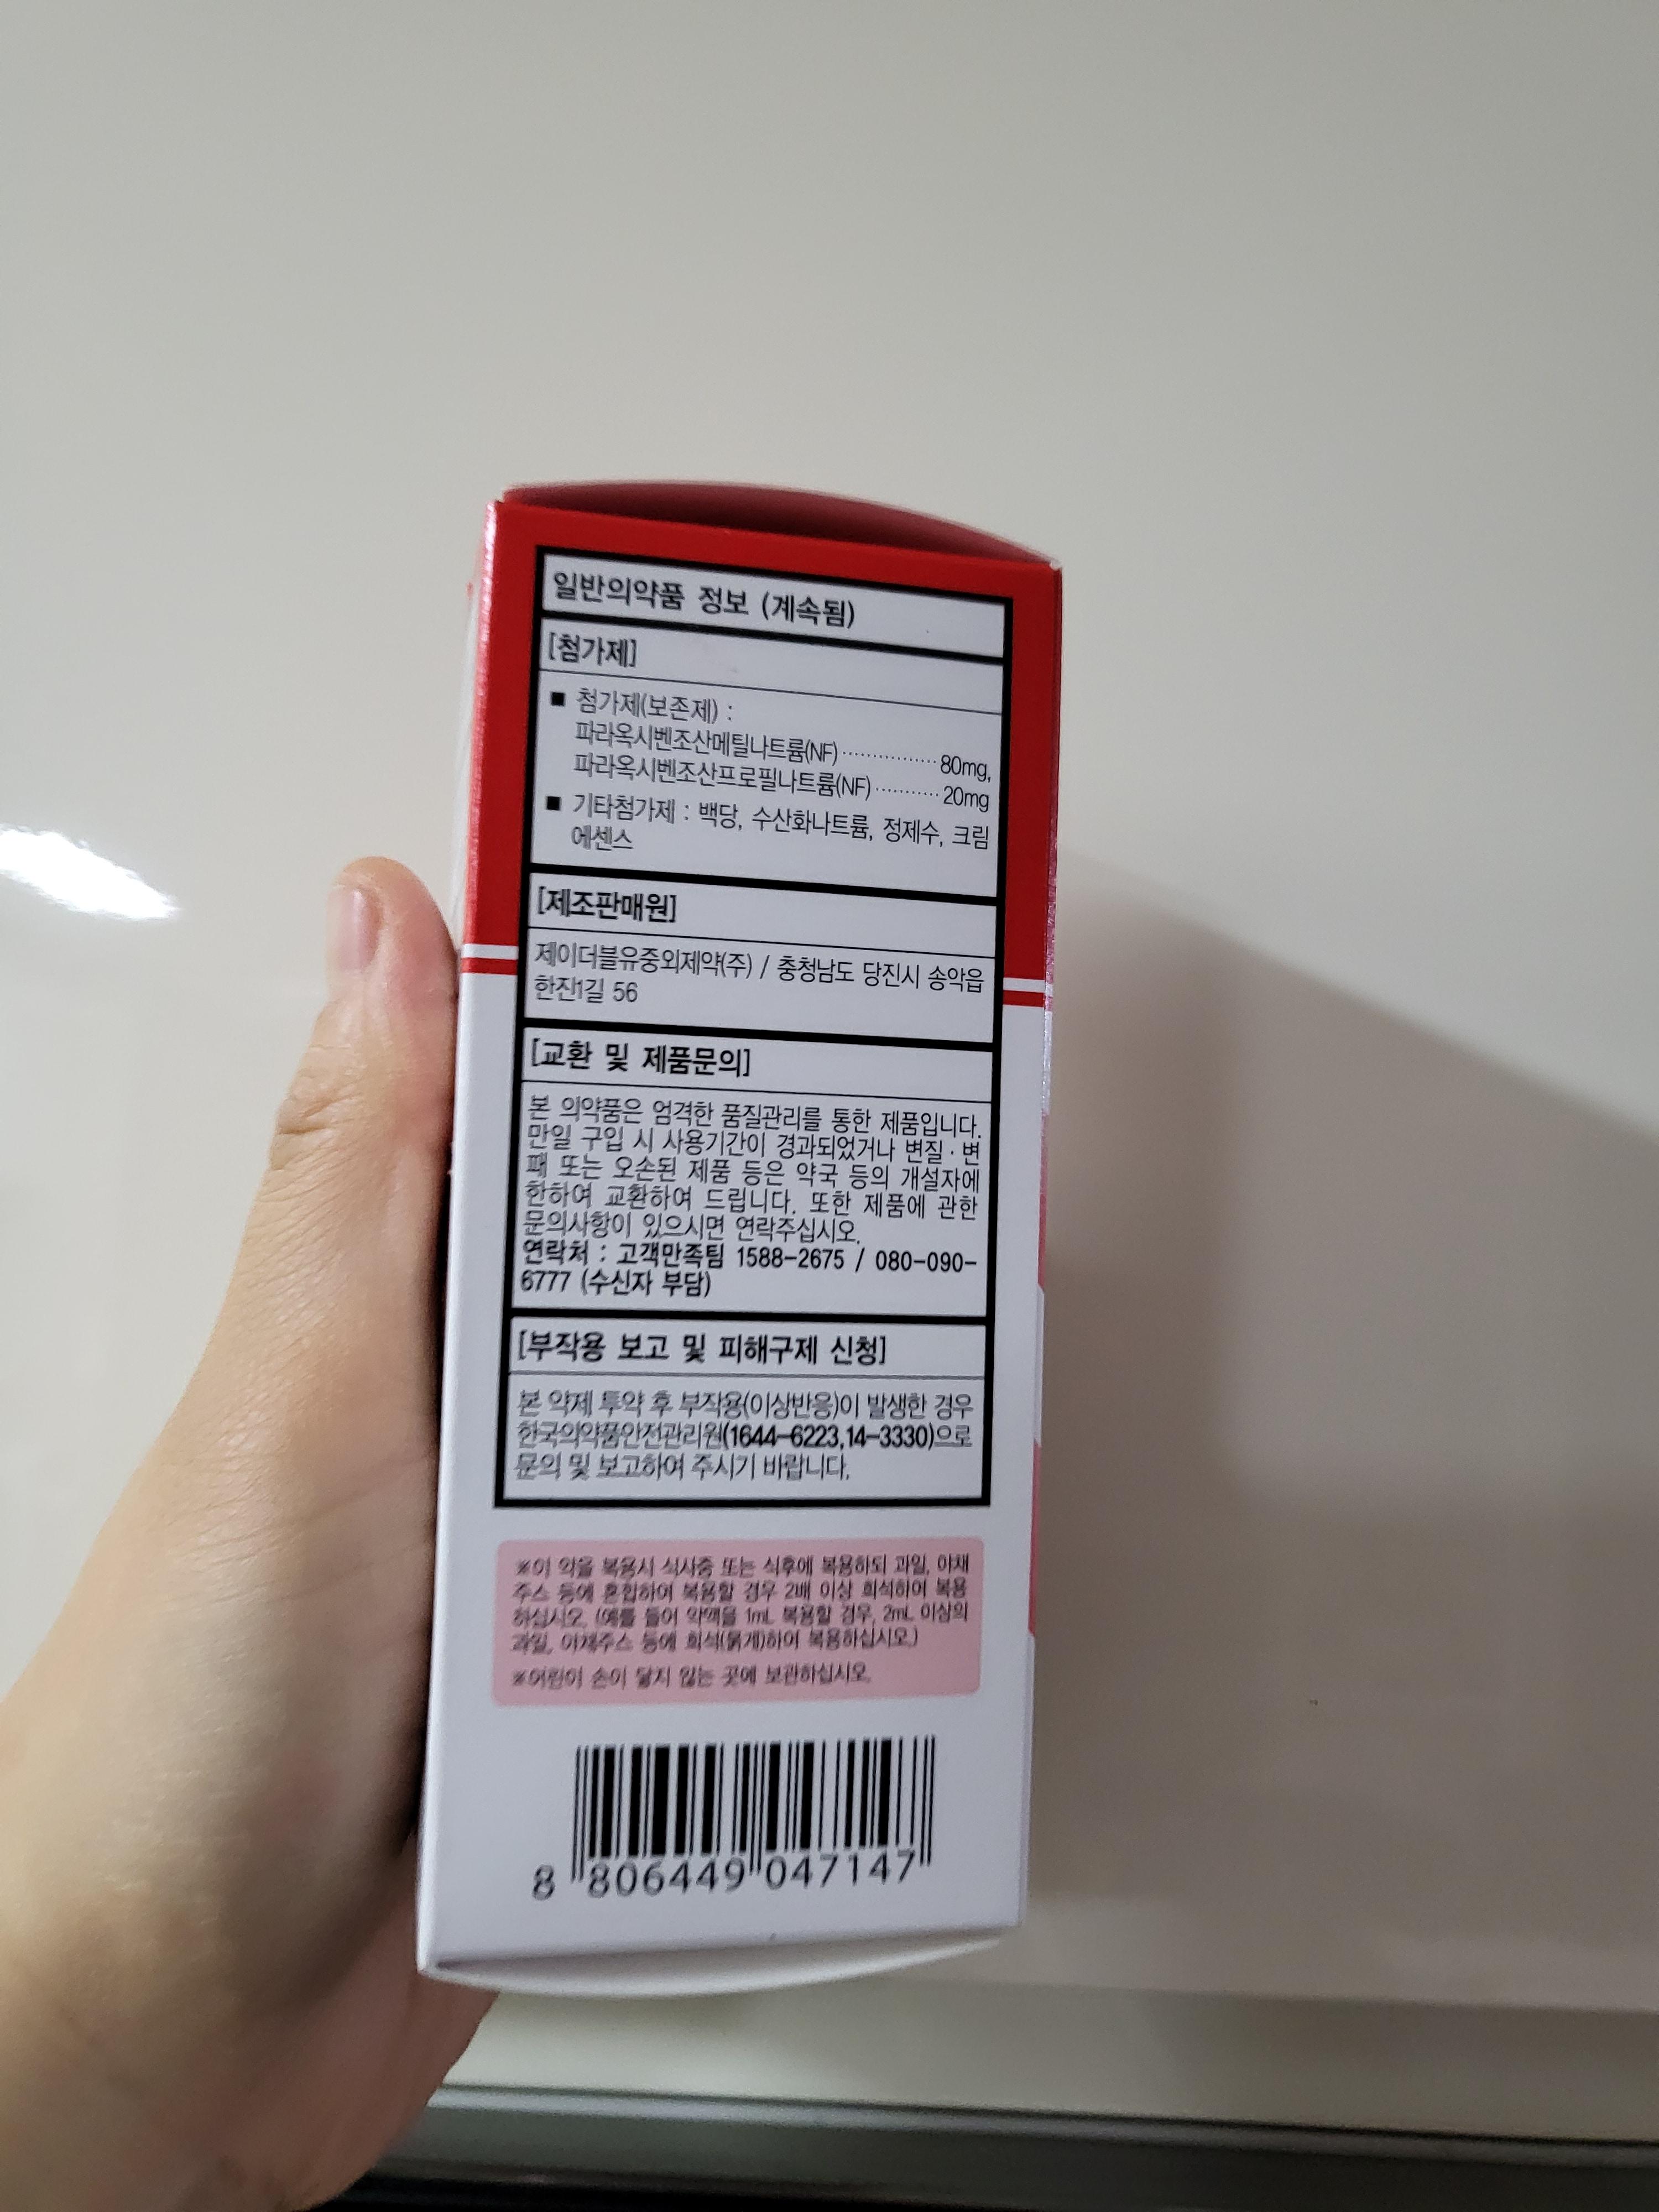 일반의약품 정보 (계속됨)
[첨가제]
■ 첨가제(보존제) :
파라옥시벤조산메틸나트륨(NF) ············· 80mg,
파라옥시벤조산프로필나트륨(NF) ·········· 20mg
■ 기타첨가제 : 백당, 수산화나트륨, 정제수, 크림
에센스
[제조판매원]
제이더블유중외제약(주) / 충청남도 당진시 송악읍
한진1길 56
[교환 및 제품문의]
본 의약품은 엄격한 품질관리를 통한 제품입니다.
만일 구입 시 사용기간이 경과되었거나 변질·변
패 또는 오손된 제품 등은 약국 등의 개설자에
한하여 교환하여 드립니다. 또한 제품에 관한
문의사항이 있으시면 연락주십시오.
연락처 : 고객만족팀 1588-2675 / 080-090-
6777 (수신자 부담)
[부작용 보고 및 피해구제 신청]
본 약제 투약 후 부작용(이상반응)이 발생한 경우
한국의약품안전관리원(1644-6223,14-3330)으로
문의 및 보고하여 주시기 바랍니다.
※이 약을 복용시 식사중 또는 식후에 복용하되 과일, 야채
주스 등에 혼합하여 복용할 경우 2배 이상 희석하여 복용
하십시오. (예를 들어 약액을 1mL 복용할 경우, 2mL 이상의
과일, 야채주스 등에 희석(묽게)하여 복용하십시오.)
※어린이 손이 닿지 않는 곳에 보관하십시오.
8 806449 047147